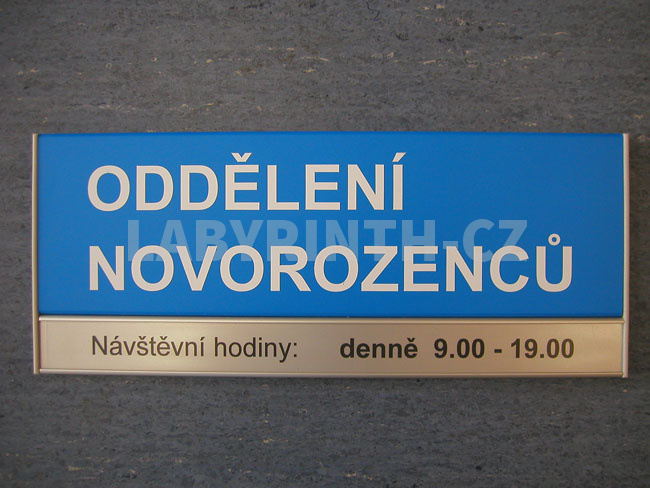 ODDĚLENÍ
LABYRINTH.CZ
NOVOROZENCŮ
Návštěvní hodiny: denně 9.00 - 19.00